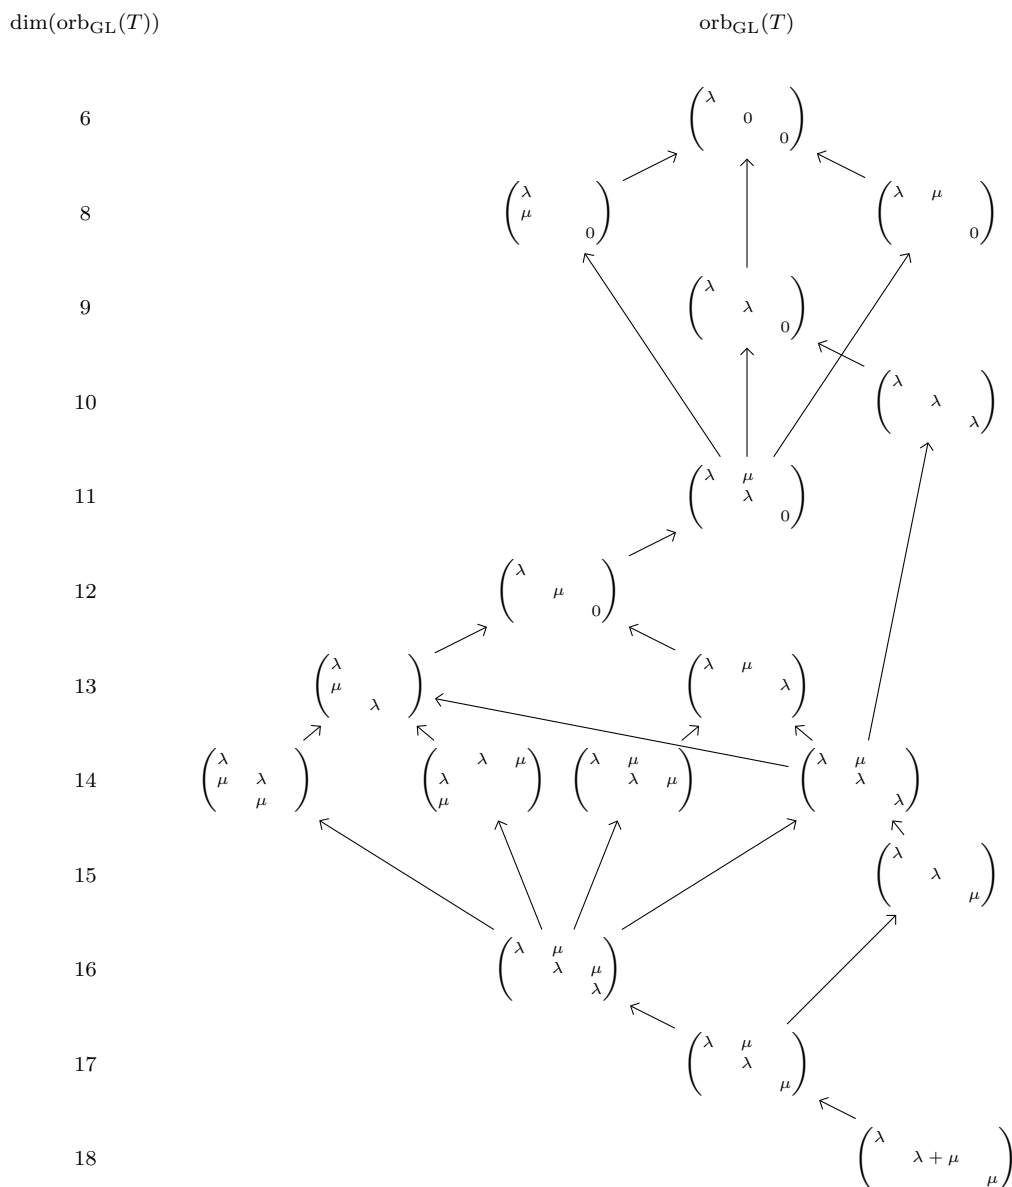 dim(orb_GL(T)) orb_GL(T)
λ
6 0
0
λ λ μ
8 μ
0 0
λ
9 λ
0
λ
10 λ
λ
λ μ
11 λ
0
λ
12 μ
0
λ λ μ
13 μ λ
λ
λ λ μ λ μ λ μ
14 μ λ λ λ μ λ
μ μ λ
λ
15 λ
μ
λ μ
16 λ μ
λ
λ μ
17 λ
μ
λ
18 λ + μ
μ